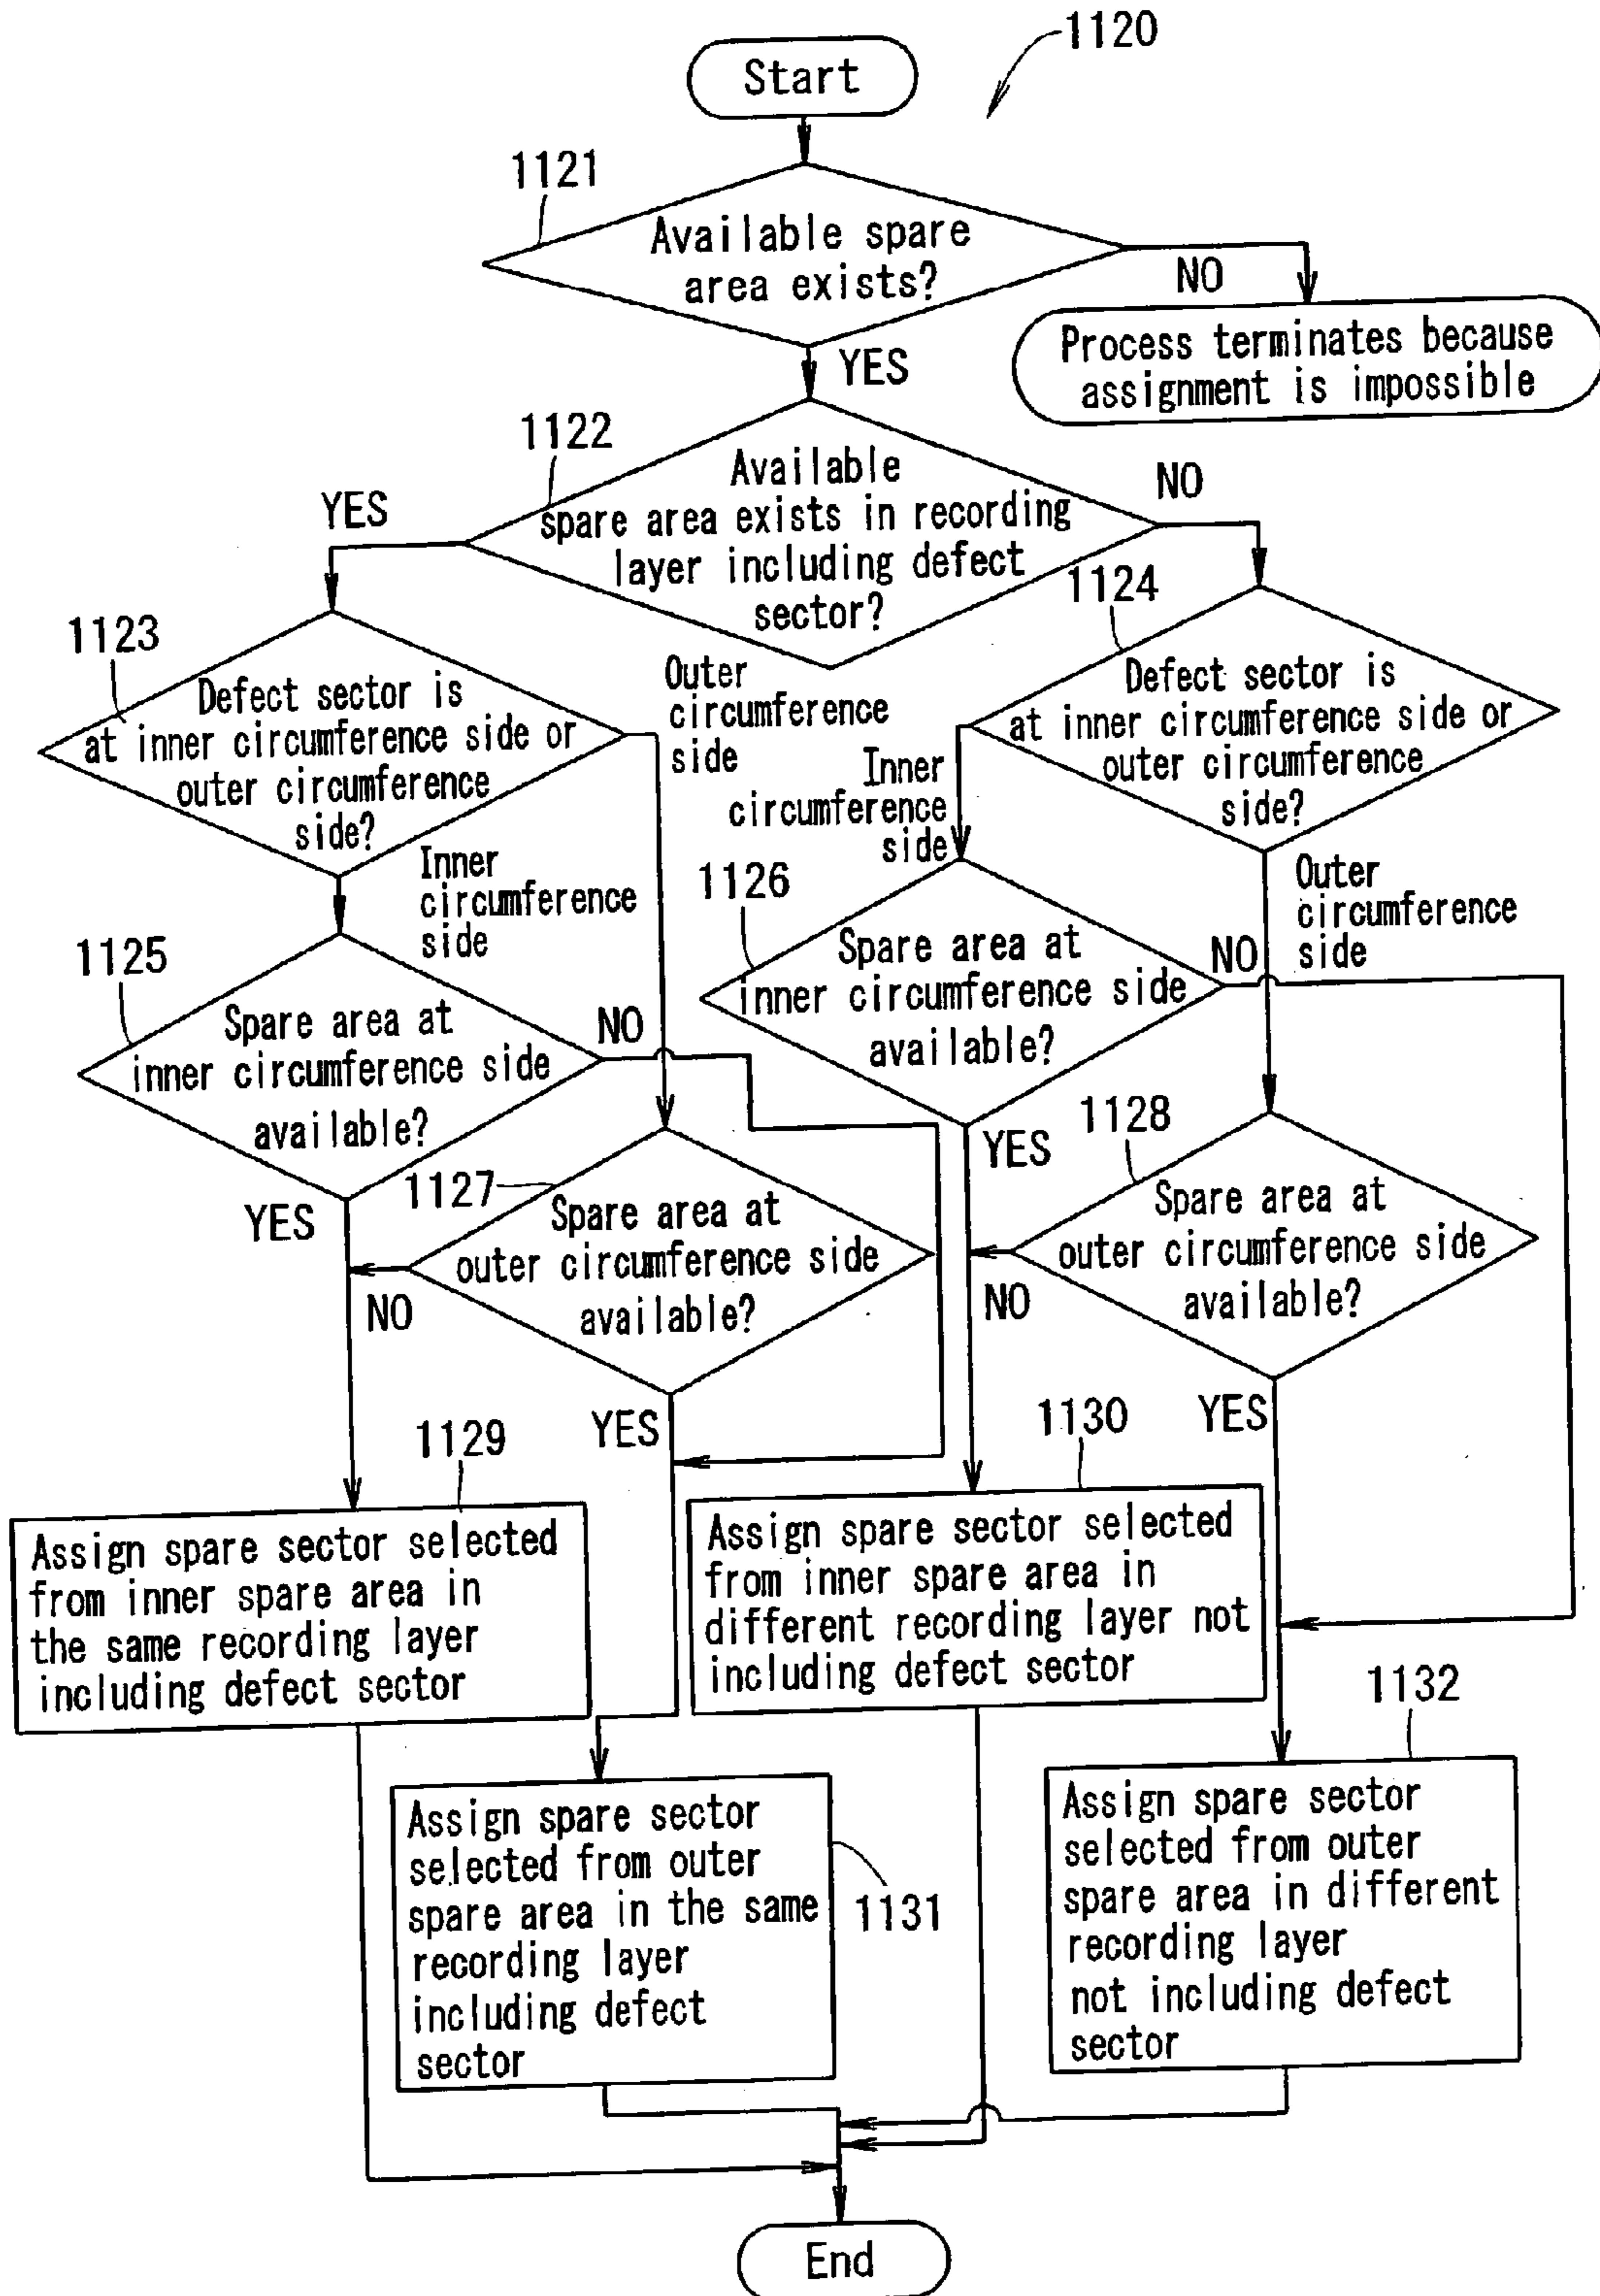 1120
Start
1121
Available spare
area exists?
NO
Process terminates because
assignment is impossible
YES
1122
Available
spare area exists in recording
layer including defect
sector?
YES
NO
1123
Defect sector is
at inner circumference side or
outer circumference
side?
Outer
circumference
side
1124
Defect sector is
at inner circumference side or
outer circumference
side?
Inner
circumference
side
Inner
circumference
side
Outer
circumference
side
1125
Spare area at
inner circumference side
available?
NO
YES
1126
Spare area at
inner circumference side
available?
NO
YES
1127
Spare area at
outer circumference side
available?
NO
YES
1128
Spare area at
outer circumference side
available?
NO
YES
1129
Assign spare sector selected
from inner spare area in
the same recording layer
including defect sector
1130
Assign spare sector selected
from inner spare area in
different recording layer not
including defect sector
1131
Assign spare sector
selected from outer
spare area in the same
recording layer
including defect
sector
1132
Assign spare sector
selected from outer
spare area in different
recording layer
not including defect
sector
End